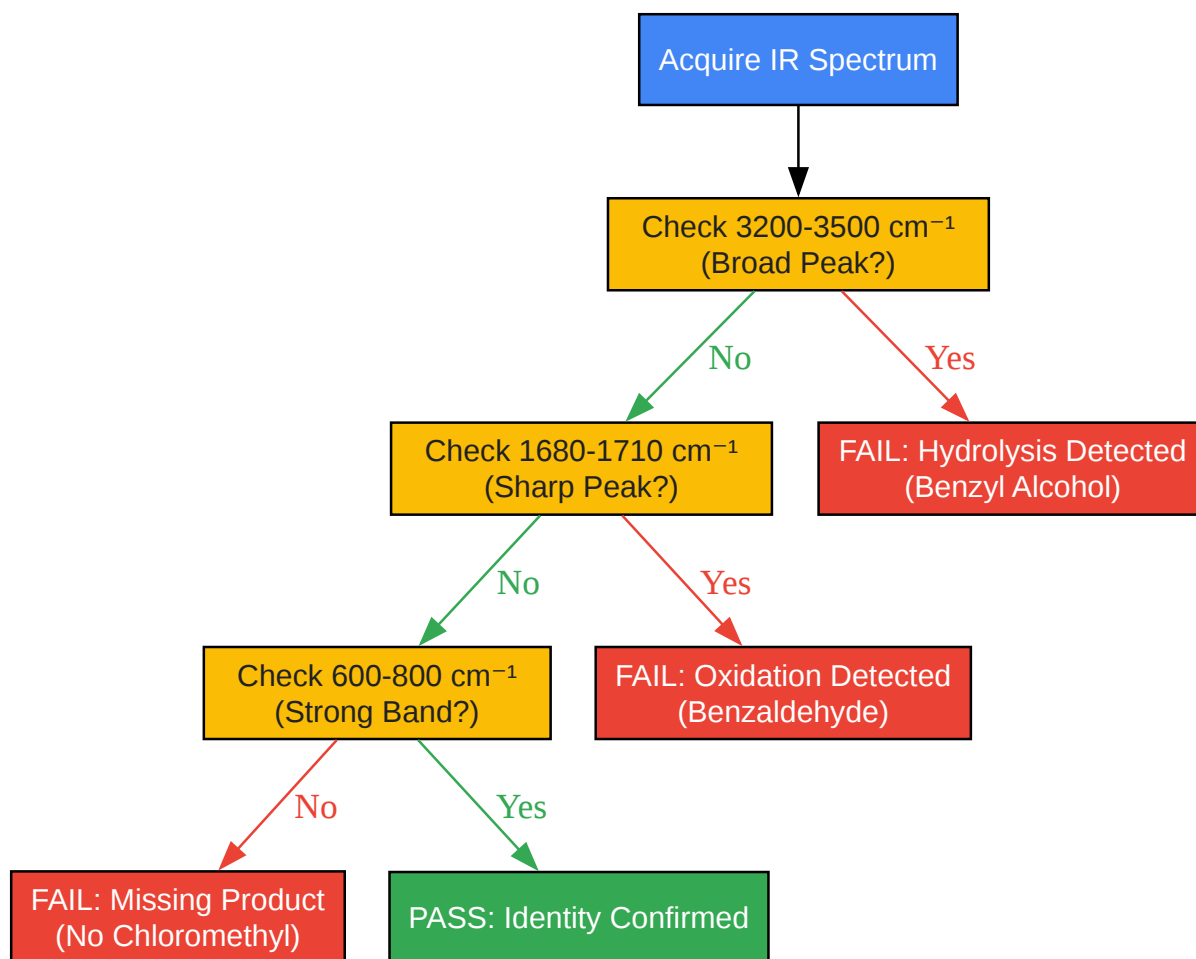 Acquire IR Spectrum
Check 3200-3500 cm⁻¹
(Broad Peak?)
No
Yes
Check 1680-1710 cm⁻¹
(Sharp Peak?)
FAIL: Hydrolysis Detected
(Benzyl Alcohol)
No
Yes
Check 600-800 cm⁻¹
(Strong Band?)
FAIL: Oxidation Detected
(Benzaldehyde)
No
Yes
FAIL: Missing Product
(No Chloromethyl)
PASS: Identity Confirmed